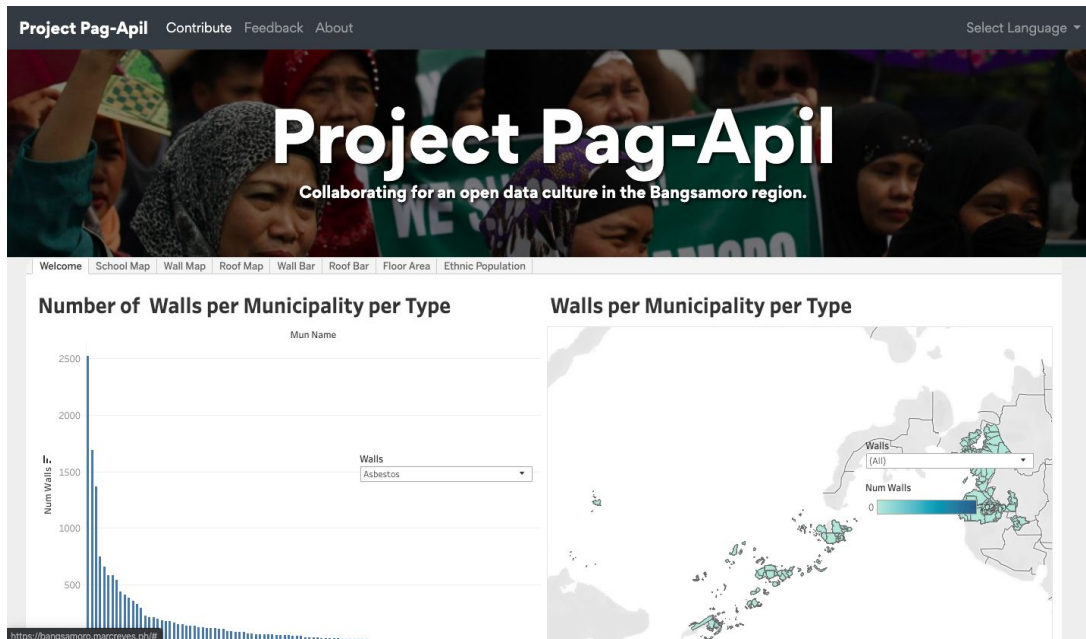 Project Pag-Apil Contribute Feedback About Select Language
Project Pag-Apil
Collaborating for an open data culture in the Bangsamoro region.
Welcome School Map Wall Map Roof Map Wall Bar Roof Bar Floor Area Ethnic Population
Number of Walls per Municipality per Type
Mun Name
2500
2000
1500
1000
500
Num Walls
Walls
Asbestos
Walls per Municipality per Type
Walls
(All)
Num Walls
0
https://bangsamoro.marcreyes.ph/#